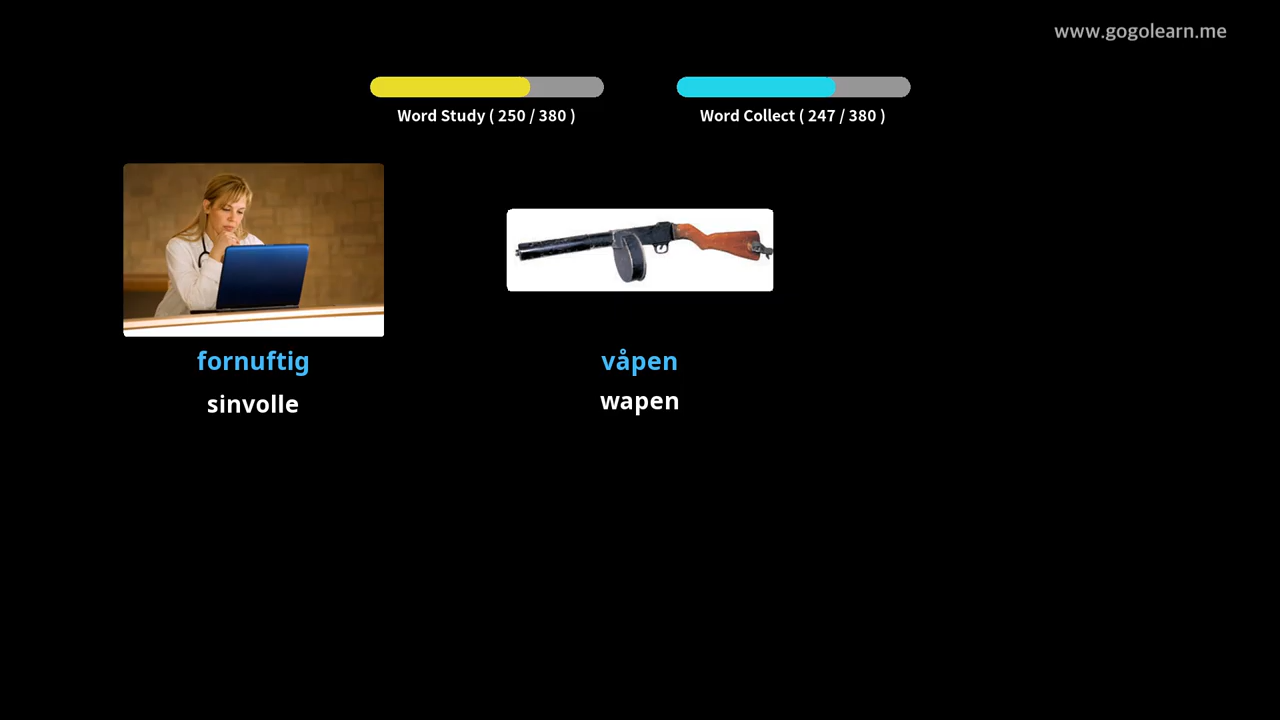 www.gogolearn.me
Word Study ( 250 / 380 )
Word Collect ( 247 / 380 )
fornuftig
sinvolle
våpen
wapen